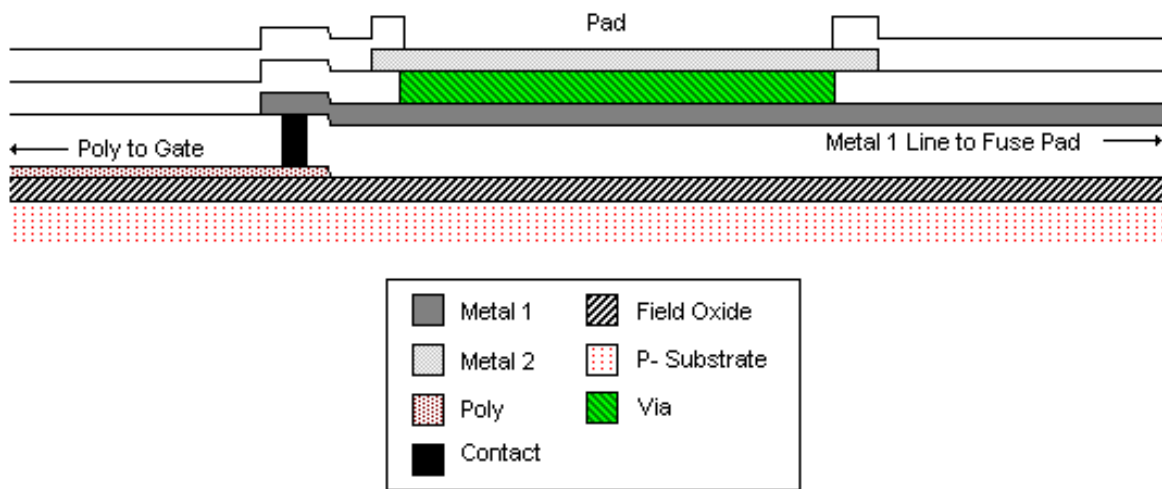 Pad
Poly to Gate
Metal 1 Line to Fuse Pad
Metal 1
Field Oxide
Metal 2
P- Substrate
Poly
Via
Contact